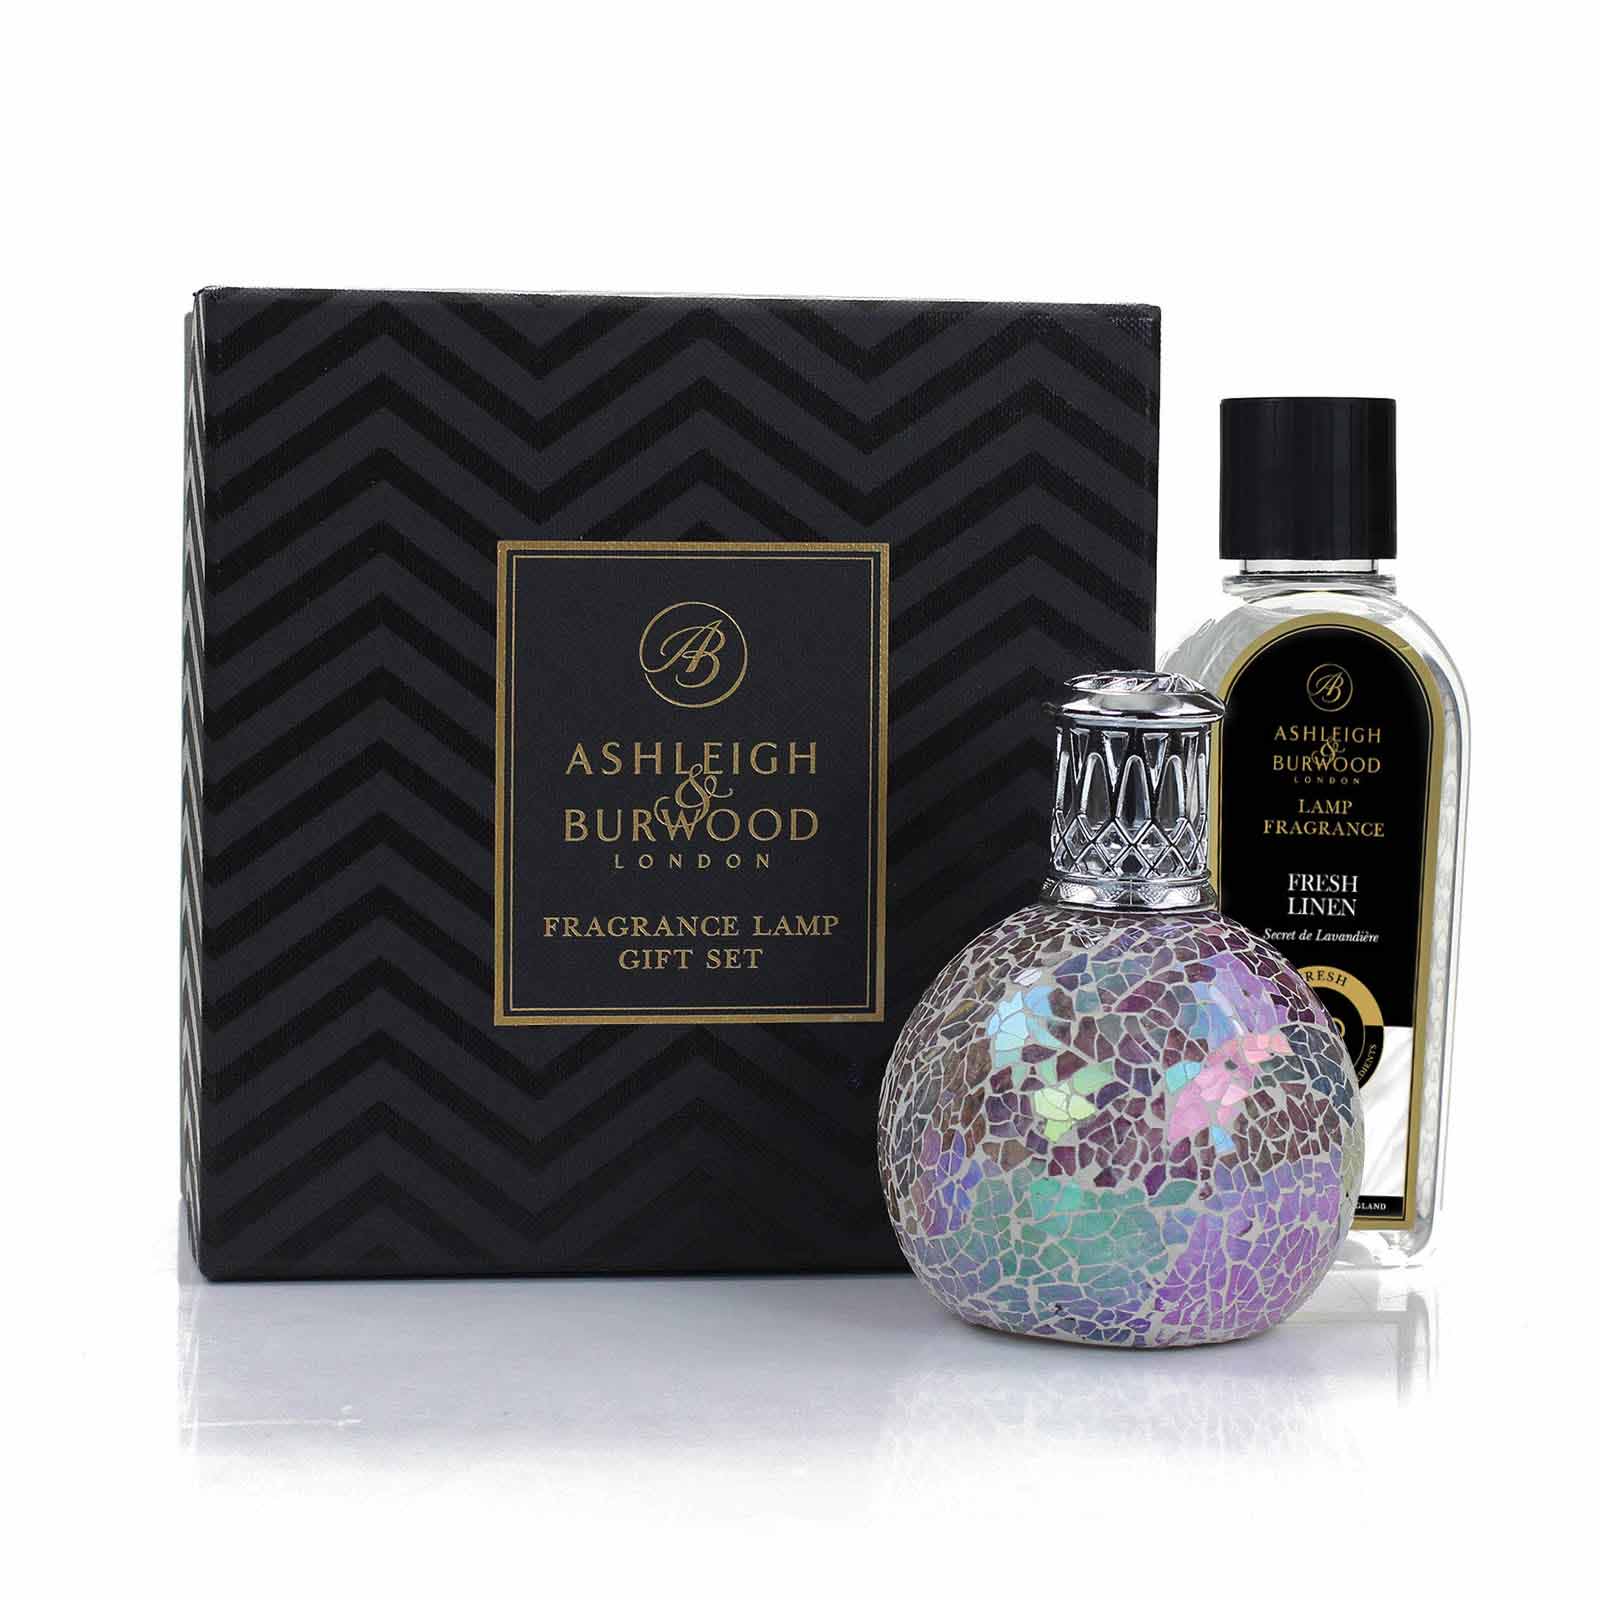 AB
ASHLEIGH
&
BURWOOD
LONDON
FRAGRANCE LAMP
GIFT SET
AB
ASHLEIGH
&
BURWOOD
LONDON
LAMP
FRAGRANCE
FRESH
LINEN
Secret de Lavandière